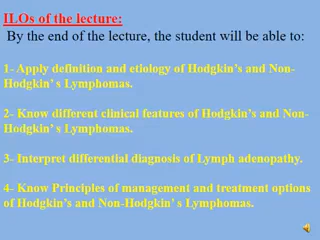 ILOs of the lecture:
By the end of the lecture, the student will be able to:
1- Apply definition and etiology of Hodgkin’s and Non-
Hodgkin’ s Lymphomas.
2- Know different clinical features of Hodgkin’s and Non-
Hodgkin’ s Lymphomas.
3- Interpret differential diagnosis of Lymph adenopathy.
4- Know Principles of management and treatment options
of Hodgkin’s and Non-Hodgkin’ s Lymphomas.